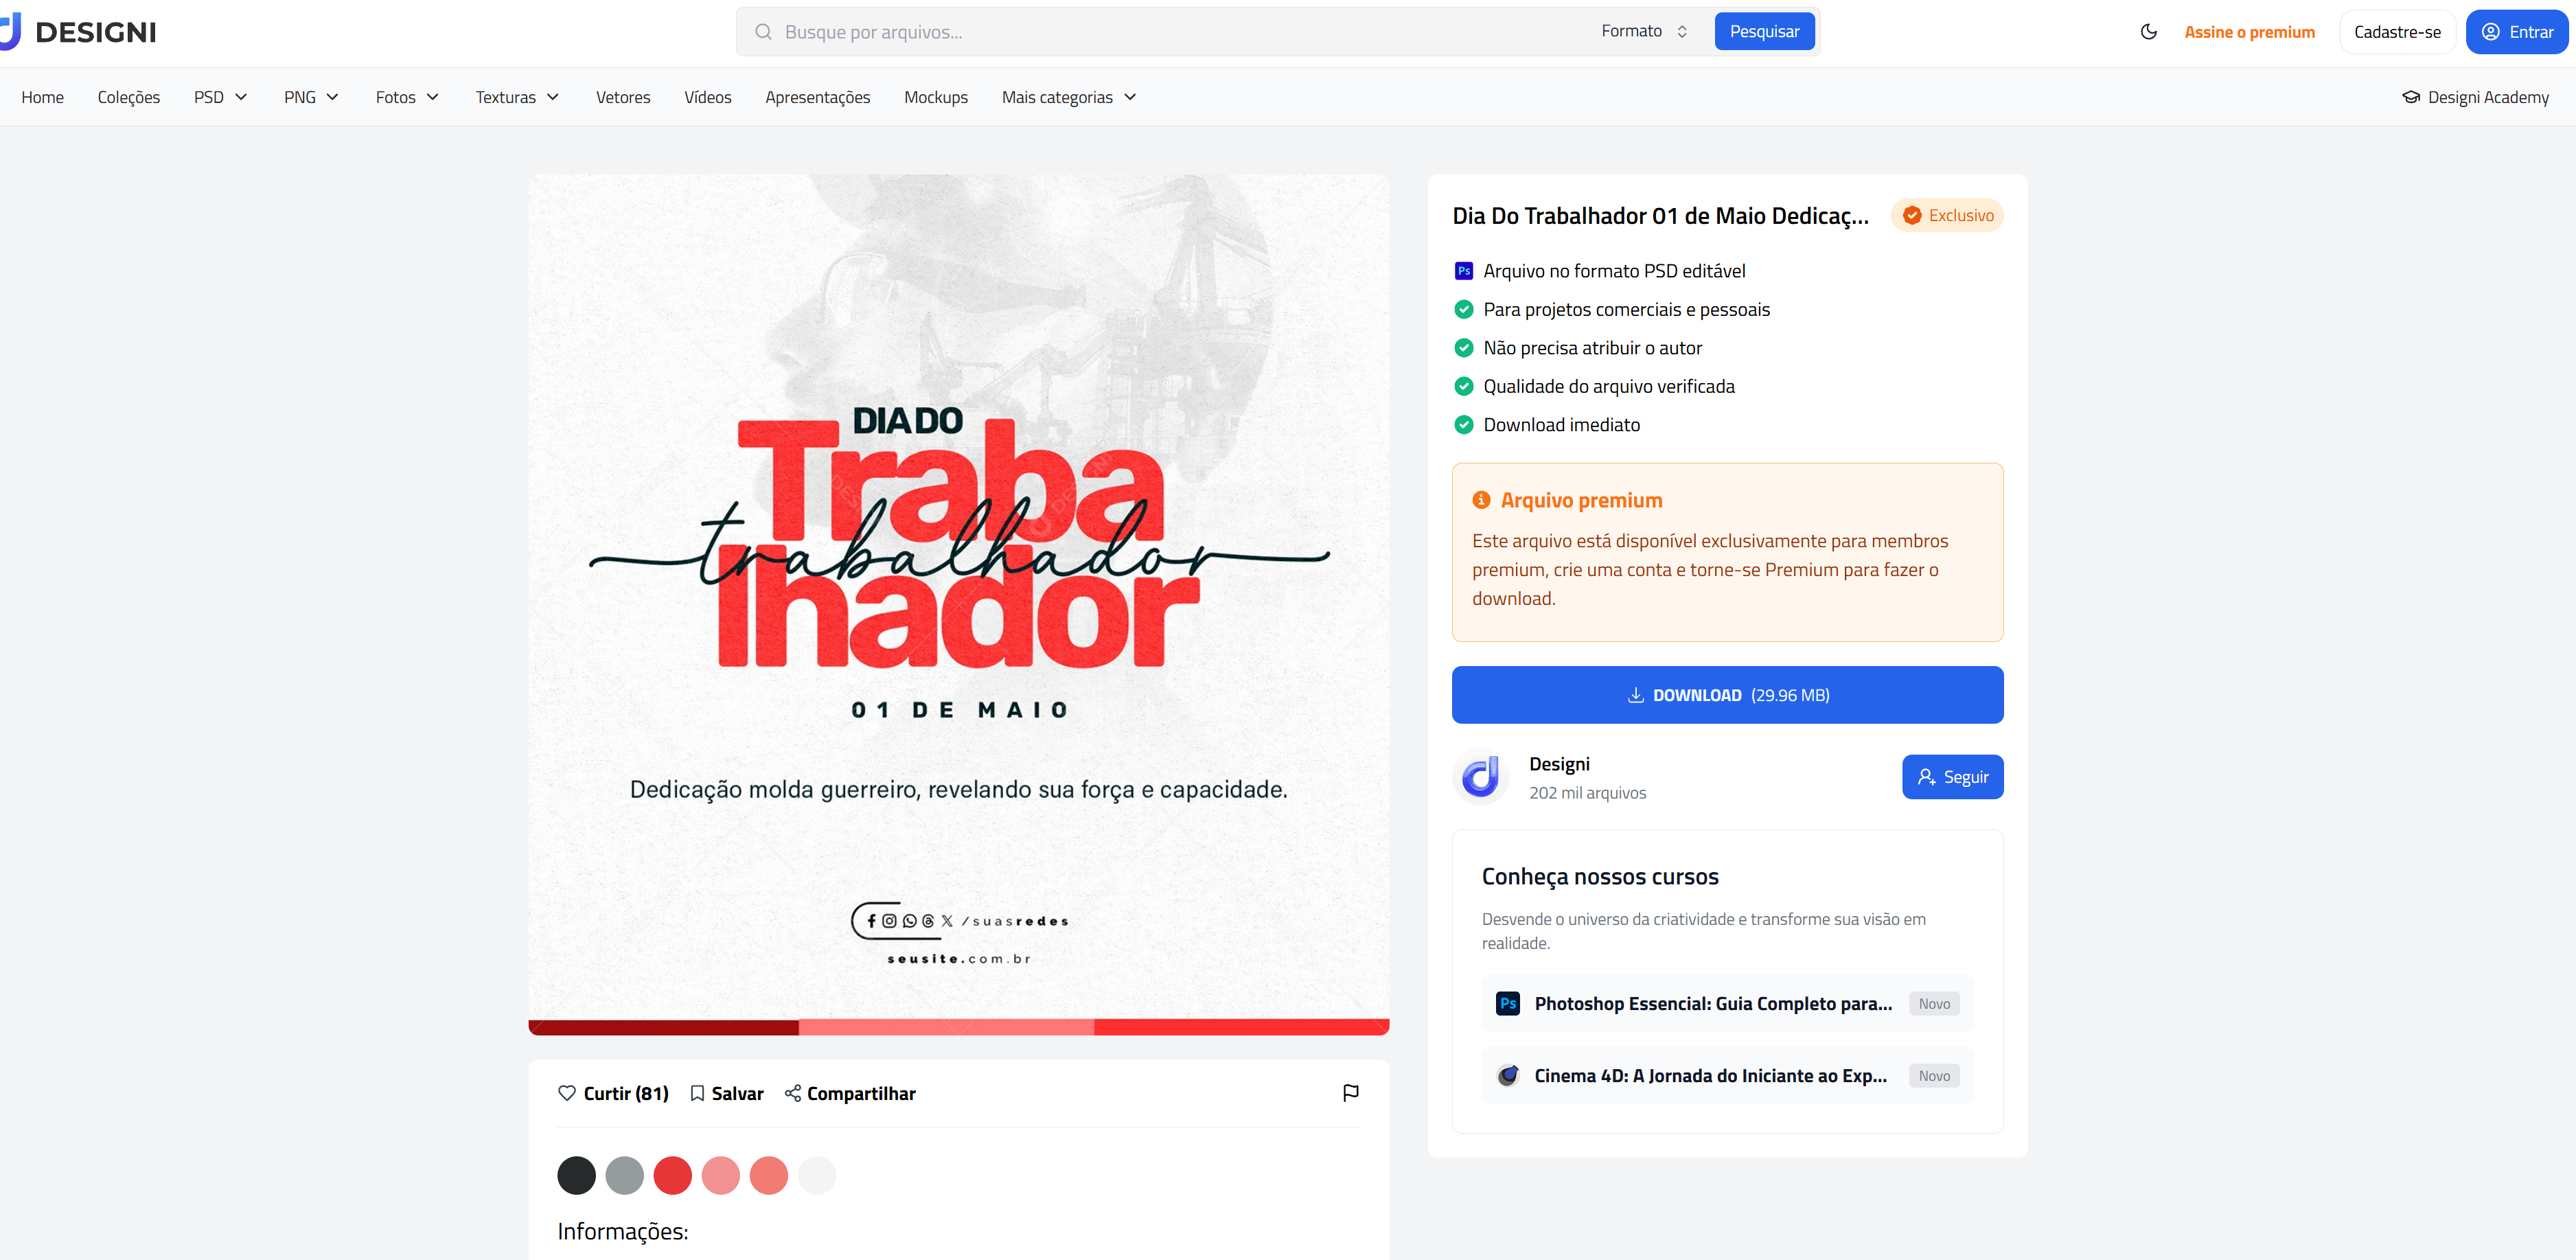 DESIGNI
Busque por arquivos...
Formato
Pesquisar
Assine o premium
Cadastre-se
Entrar
Home
Coleções
PSD
PNG
Fotos
Texturas
Vetores
Vídeos
Apresentações
Mockups
Mais categorias
Designi Academy
DIA DO
Traba
trabalhador
lhador
01 DE MAIO
Dedicação molda guerreiro, revelando sua força e capacidade.
/suasredes
seusite.com.br
Curtir (81)
Salvar
Compartilhar
Informações:
Dia Do Trabalhador 01 de Maio Dedicaç...
Exclusivo
Ps Arquivo no formato PSD editável
Para projetos comerciais e pessoais
Não precisa atribuir o autor
Qualidade do arquivo verificada
Download imediato
Arquivo premium
Este arquivo está disponível exclusivamente para membros
premium, crie uma conta e torne-se Premium para fazer o
download.
DOWNLOAD (29.96 MB)
Designi
202 mil arquivos
Seguir
Conheça nossos cursos
Desvende o universo da criatividade e transforme sua visão em
realidade.
Ps Photoshop Essencial: Guia Completo para... Novo
Cinema 4D: A Jornada do Iniciante ao Exp... Novo